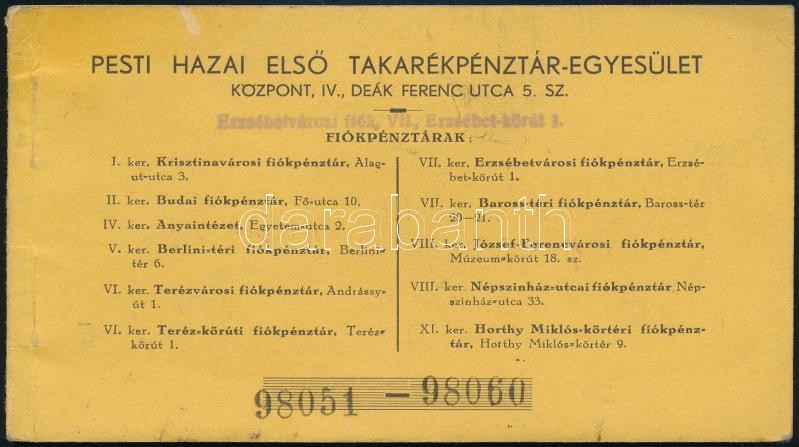 PESTI HAZAI ELSŐ TAKARÉKPÉNZTÁR-EGYESÜLET
KÖZPONT, IV., DEÁK FERENC UTCA 5. SZ.
Erzsébetvárosi fiók, VII., Erzsébet-körút 1.
FIÓKPÉNZTÁRAK:
I. ker. Krisztinavárosi fiókpénztár, Alag-
ut-utca 3.
II. ker. Budai fiókpénztár, Fő-utca 10.
IV. ker. Anyaintézet, Egyetem-utca 2.
V. ker. Berlini-téri fiókpénztár, Berlini-
tér 6.
VI. ker. Terézvárosi fiókpénztár, Andrássy-
út 1.
VI. ker. Teréz-körúti fiókpénztár, Teréz-
körút 1.
VII. ker. Erzsébetvárosi fiókpénztár, Erzsé-
bet-körút 1.
VII. ker. Baross-téri fiókpénztár, Baross-tér
20—21.
VIII. ker. József-Ferencvárosi fiókpénztár,
Múzeum-körút 18. sz.
VIII. ker. Népszinház-utcai fiókpénztár, Nép-
szinház-utca 33.
XI. ker. Horthy Miklós-körtéri fiókpénz-
tár, Horthy Miklós-körtér 9.
98051 — 98060
darabanth